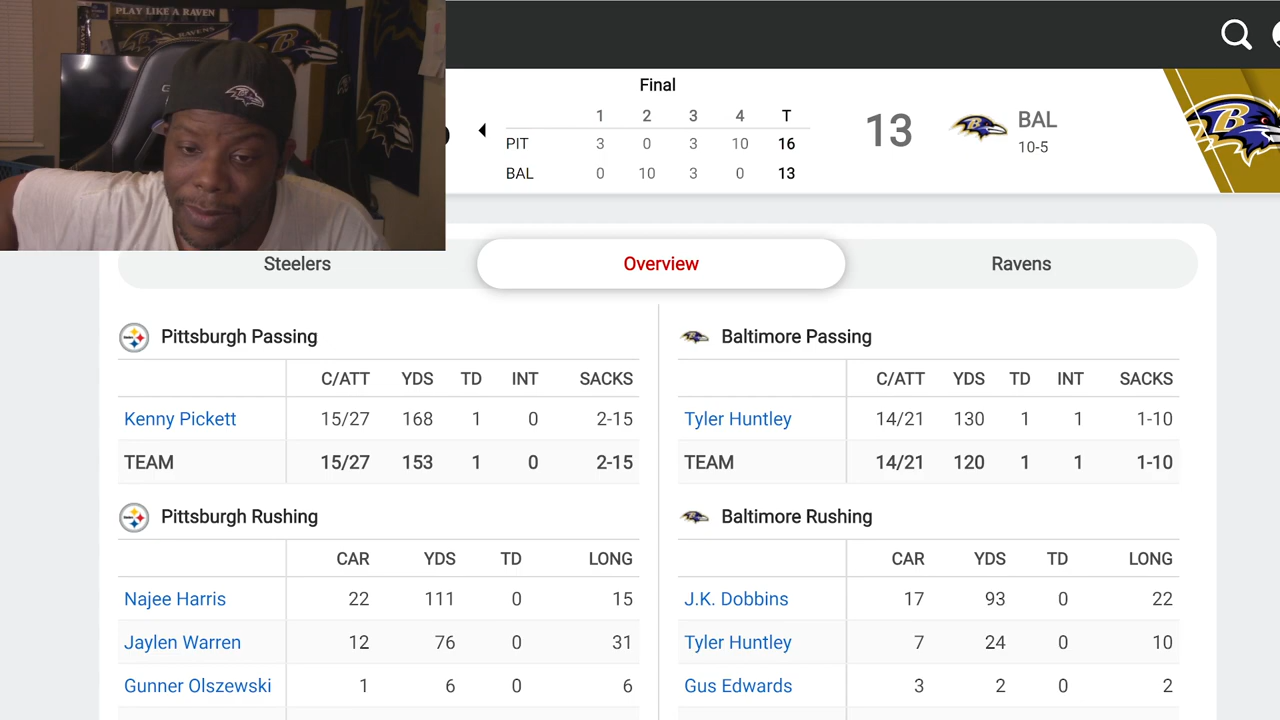 PLAY LIKE A RAVEN
RAVENS
Final
1 2 3 4 T
PIT 3 0 3 10 16
BAL 0 10 3 0 13
13
BAL
10-5
Steelers Overview Ravens
Pittsburgh Passing
C/ATT YDS TD INT SACKS
Kenny Pickett 15/27 168 1 0 2-15
TEAM 15/27 153 1 0 2-15
Pittsburgh Rushing
CAR YDS TD LONG
Najee Harris 22 111 0 15
Jaylen Warren 12 76 0 31
Gunner Olszewski 1 6 0 6
Baltimore Passing
C/ATT YDS TD INT SACKS
Tyler Huntley 14/21 130 1 1 1-10
TEAM 14/21 120 1 1 1-10
Baltimore Rushing
CAR YDS TD LONG
J.K. Dobbins 17 93 0 22
Tyler Huntley 7 24 0 10
Gus Edwards 3 2 0 2